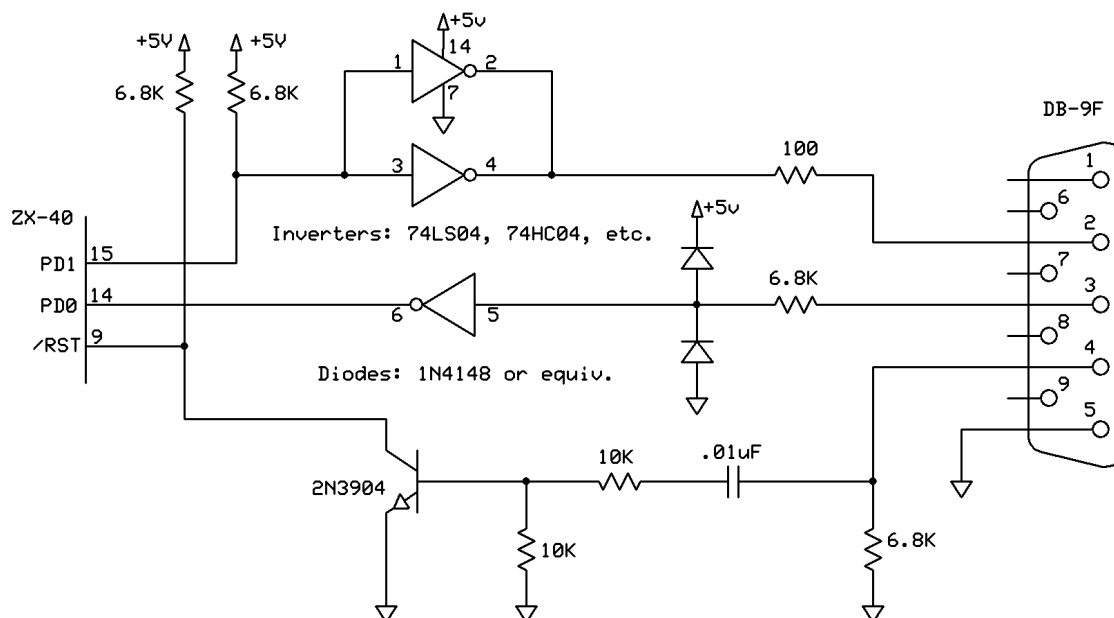 +5v
+5V
+5V
14
1
2
6.8K
6.8K
7
DB-9F
3
4
100
1
6
ZX-40
+5v
Inverters: 74LS04, 74HC04, etc.
2
15
PD1
7
6.8K
14
PD0
6
5
3
9
/RST
8
4
Diodes: 1N4148 or equiv.
9
5
10K
.01uF
2N3904
10K
6.8K